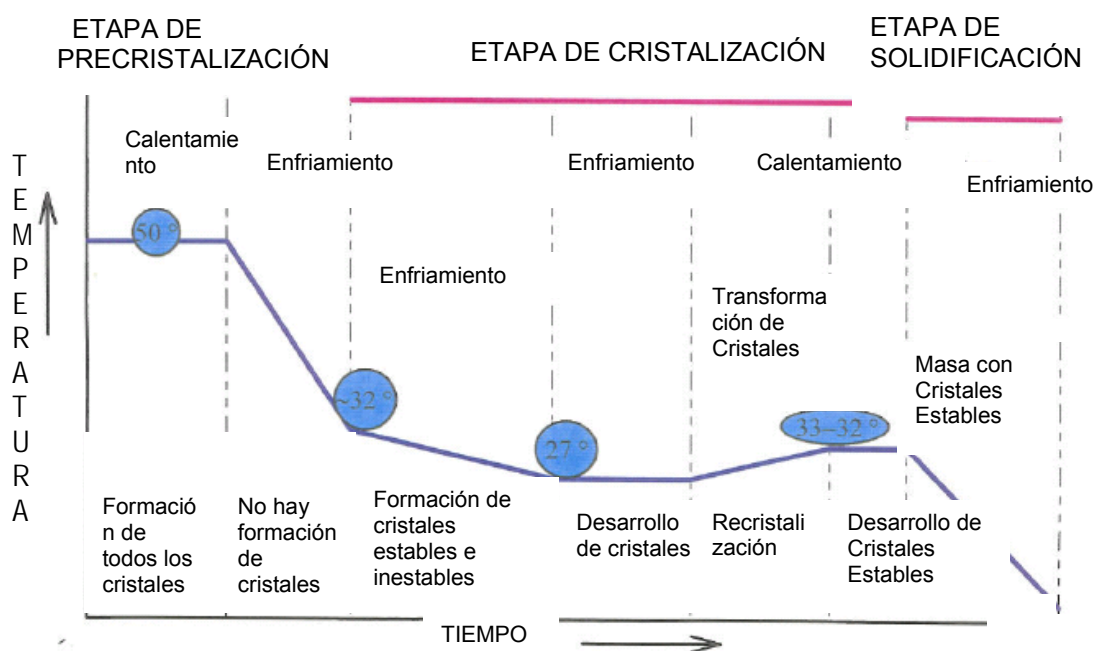 ETAPA DE
PRECRISTALIZACIÓN
ETAPA DE CRISTALIZACIÓN
ETAPA DE
SOLIDIFICACIÓN
TEMPERATURA
Calentamie
nto
Enfriamiento
Enfriamiento
Calentamiento
Enfriamiento
50 °
Enfriamiento
Transforma
ción de
Cristales
Masa con
Cristales
Estables
~32 °
27 °
33–32 °
Formació
n de
todos los
cristales
No hay
formación
de
cristales
Formación de
cristales
estables e
inestables
Desarrollo
de cristales
Recristali
zación
Desarrollo de
Cristales
Estables
TIEMPO